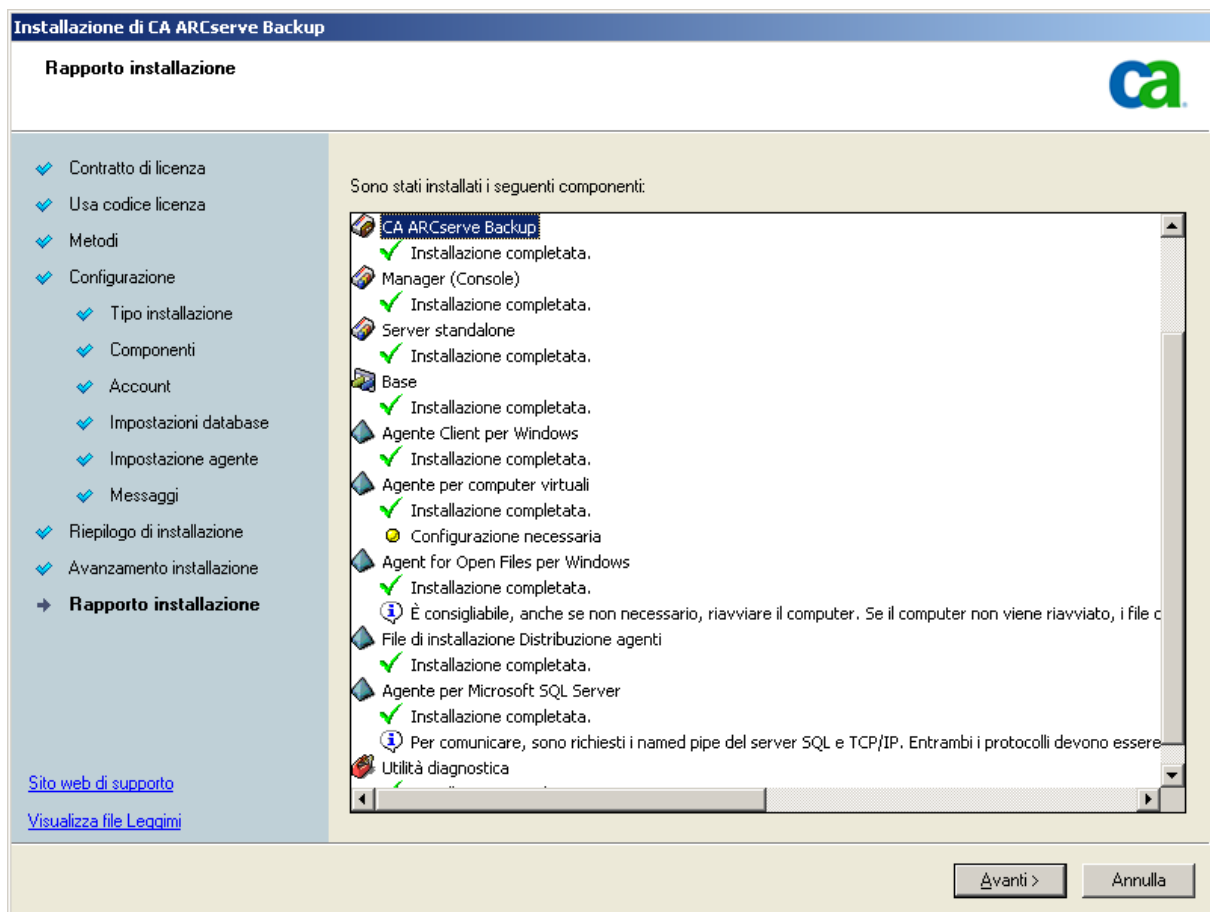 Installazione di CA ARCserve Backup
Rapporto installazione
ca
Contratto di licenza
Usa codice licenza
Metodi
Configurazione
Tipo installazione
Componenti
Account
Impostazioni database
Impostazione agente
Messaggi
Riepilogo di installazione
Avanzamento installazione
Rapporto installazione
Sito web di supporto
Visualizza file Leggimi
Sono stati installati i seguenti componenti:
CA ARCserve Backup
Installazione completata.
Manager (Console)
Installazione completata.
Server standalone
Installazione completata.
Base
Installazione completata.
Agente Client per Windows
Installazione completata.
Agente per computer virtuali
Installazione completata.
Configurazione necessaria
Agent for Open Files per Windows
Installazione completata.
È consigliabile, anche se non necessario, riavviare il computer. Se il computer non viene riavviato, i file
File di installazione Distribuzione agenti
Installazione completata.
Agente per Microsoft SQL Server
Installazione completata.
Per comunicare, sono richiesti i named pipe del server SQL e TCP/IP. Entrambi i protocolli devono essere
Utilità diagnostica
Avanti >
Annulla